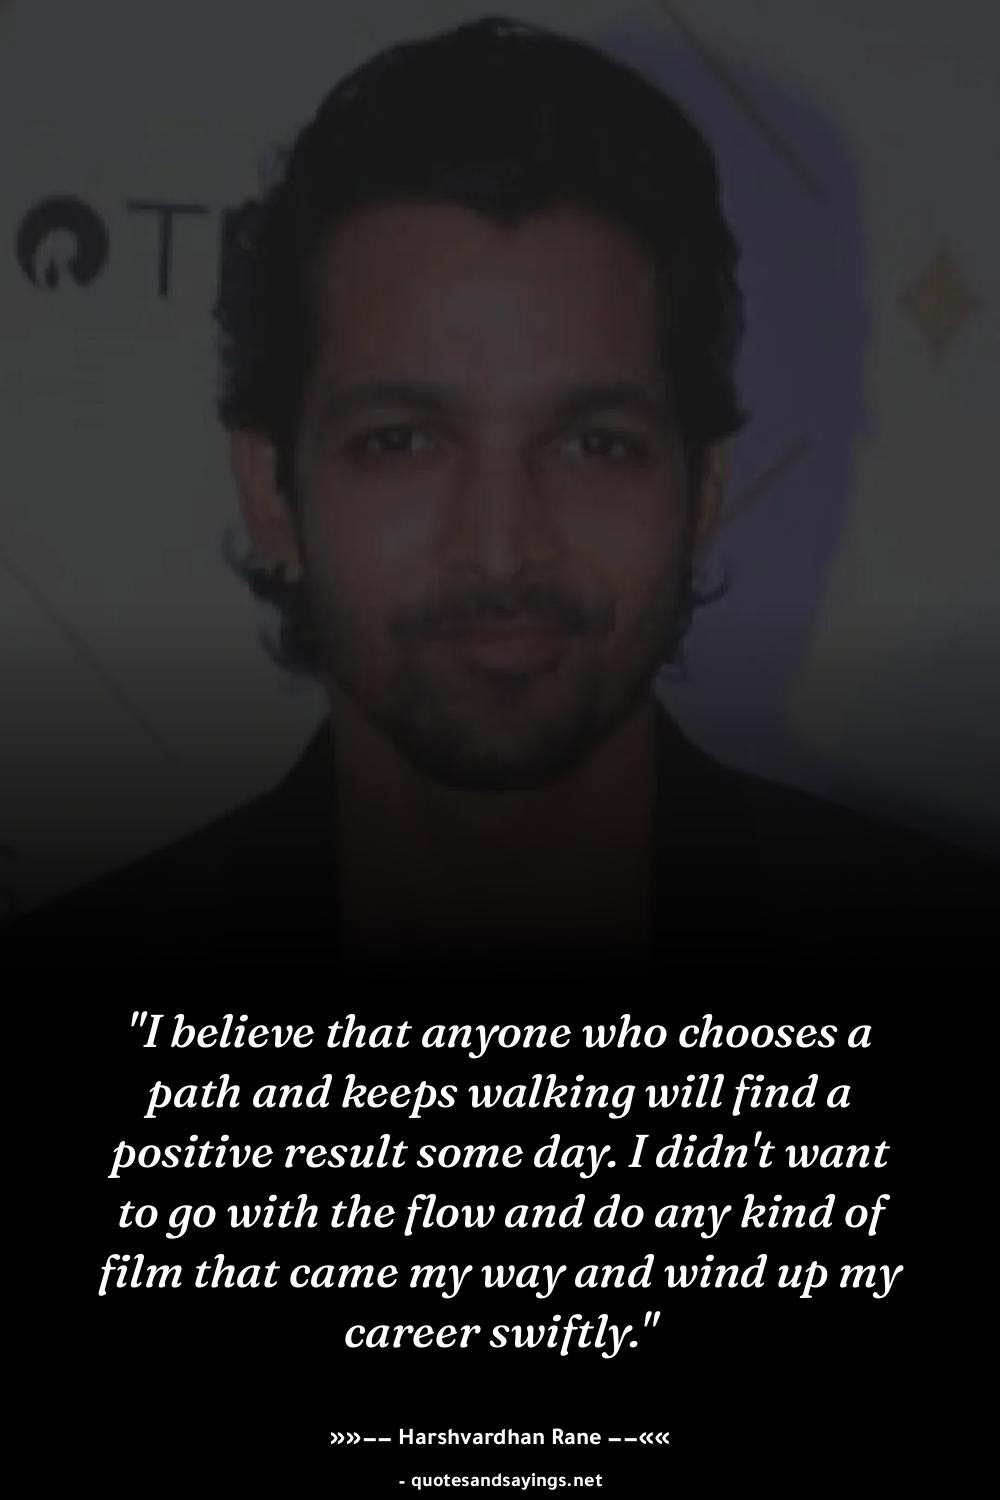 T
"I believe that anyone who chooses a
path and keeps walking will find a
positive result some day. I didn't want
to go with the flow and do any kind of
film that came my way and wind up my
career swiftly."
»»−− Harshvardhan Rane −−««
- quotesandsayings.net